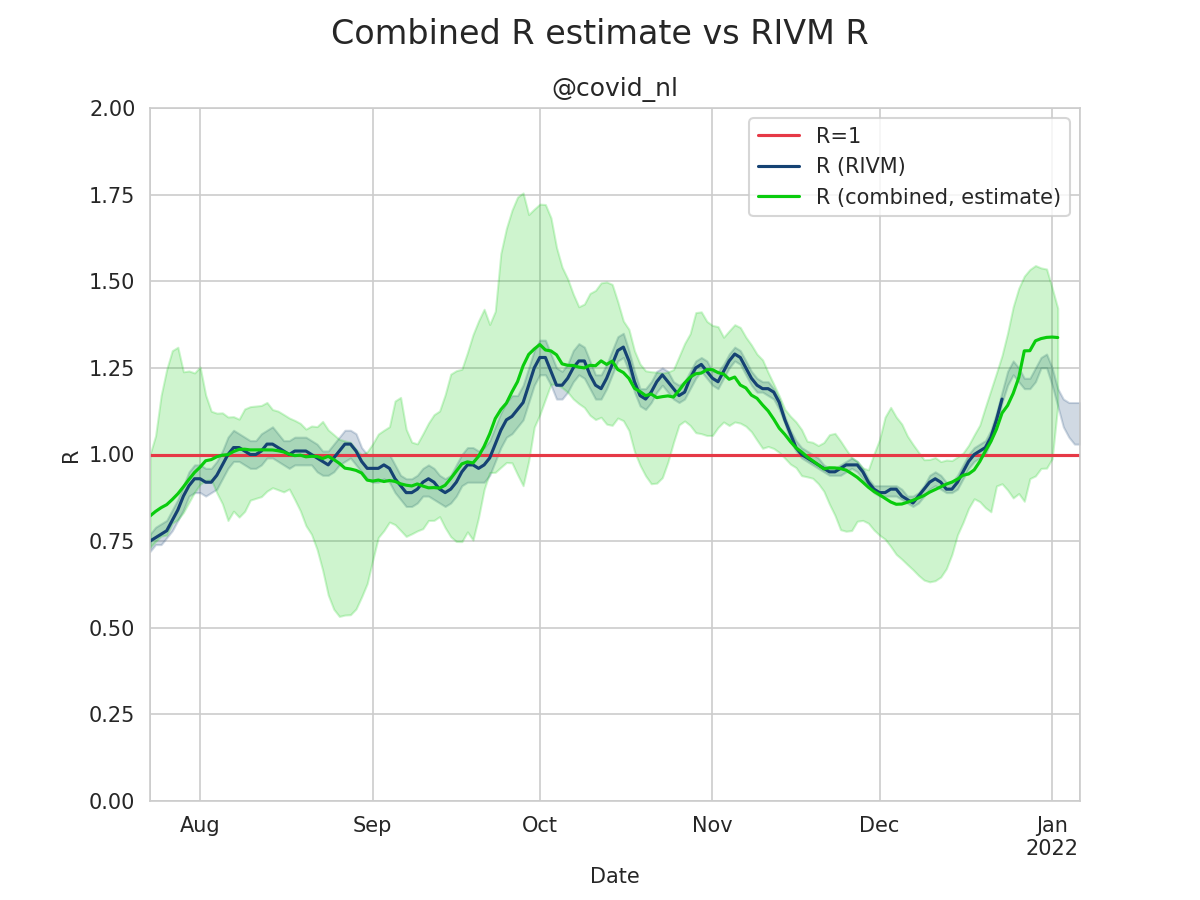 Combined R estimate vs RIVM R
@covid_nl
R=1
R (RIVM)
R (combined, estimate)
2.00
1.75
1.50
1.25
1.00
0.75
0.50
0.25
0.00
R
Aug Sep Oct Nov Dec Jan
2022
Date